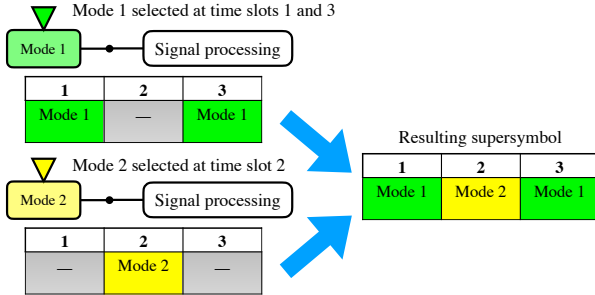 Mode 1 selected at time slots 1 and 3
Mode 1 Signal processing
1 2 3
Mode 1 — Mode 1
Mode 2 selected at time slot 2
Mode 2 Signal processing
1 2 3
— Mode 2 —
Resulting supersymbol
1 2 3
Mode 1 Mode 2 Mode 1